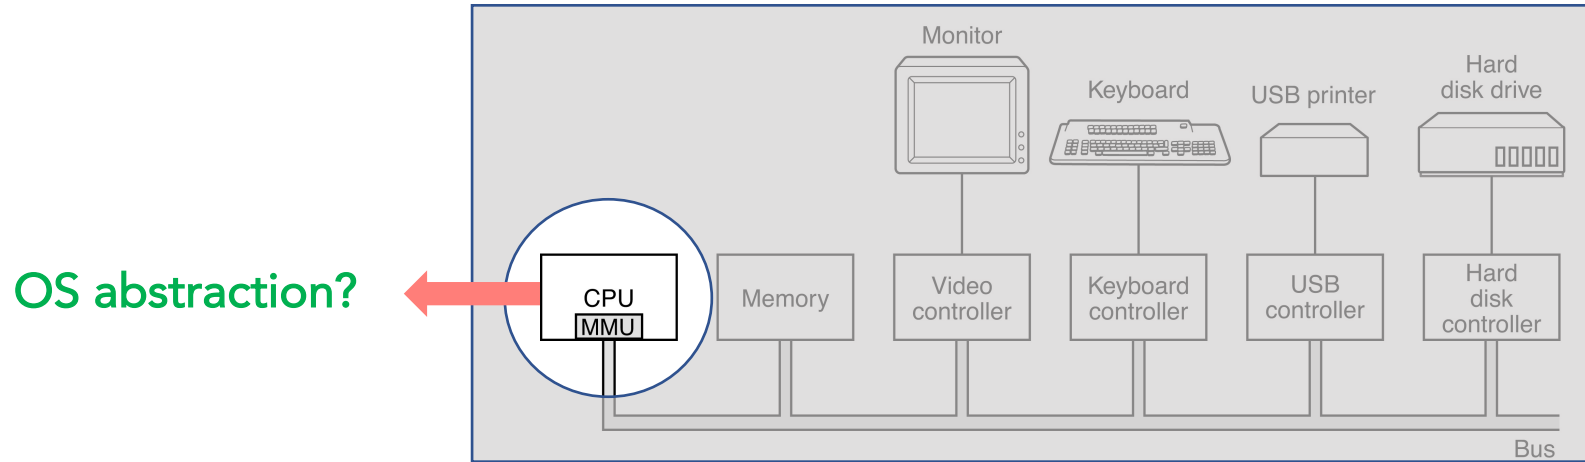 Monitor
Keyboard
USB printer
Hard
disk drive
OS abstraction?
CPU
MMU
Memory
Video
controller
Keyboard
controller
USB
controller
Hard
disk
controller
Bus